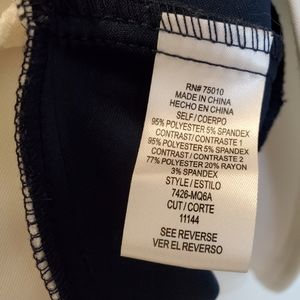 RN# 75010
MADE IN CHINA
HECHO EN CHINA
SELF/COERPO
95% POLYESTER 5% SPANDEX
CONTRAST/CONTRASTE 1
95% POLYESTER 5% SPANDEX
CONTRAST/CONTRASTE 2
77% POLYESTER 20% RAYON
3% SPANDEX
STYLE / ESTILO
7426-MQ6A
CUT / CORTE
11144
SEE REVERSE
VER EL REVERSO